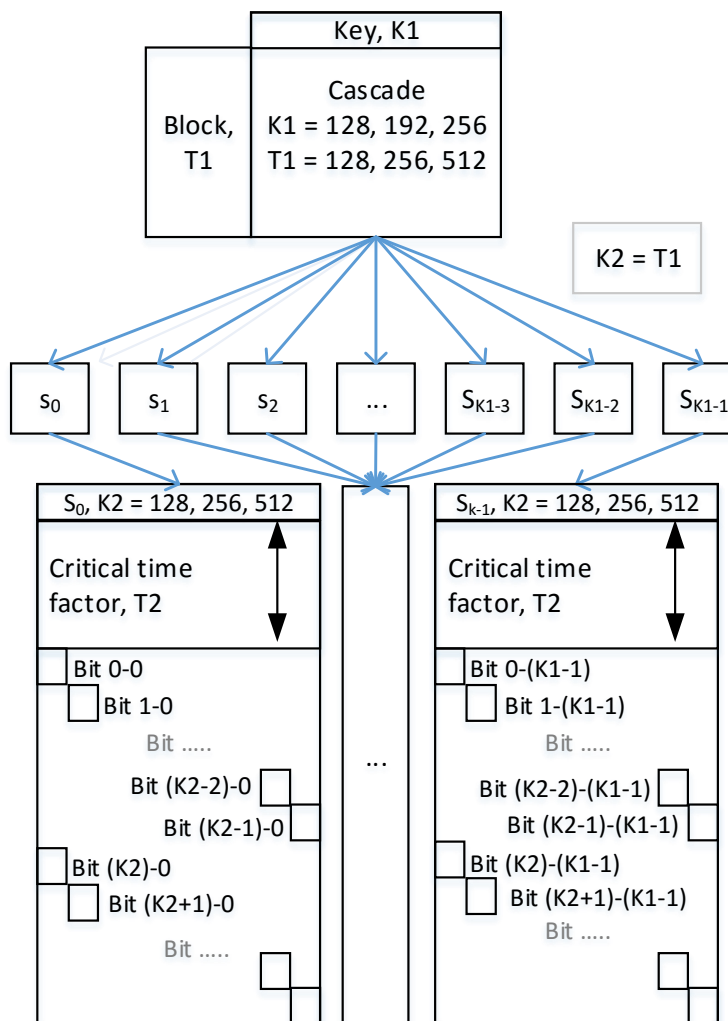 Key, K1
Block,
T1
Cascade
K1 = 128, 192, 256
T1 = 128, 256, 512
K2 = T1
s0
s1
s2
...
SK1-3
SK1-2
SK1-1
S0, K2 = 128, 256, 512
Critical time
factor, T2
Bit 0-0
Bit 1-0
Bit .....
Bit (K2-2)-0
Bit (K2-1)-0
Bit (K2)-0
Bit (K2+1)-0
Bit .....
...
Sk-1, K2 = 128, 256, 512
Critical time
factor, T2
Bit 0-(K1-1)
Bit 1-(K1-1)
Bit .....
Bit (K2-2)-(K1-1)
Bit (K2-1)-(K1-1)
Bit (K2)-(K1-1)
Bit (K2+1)-(K1-1)
Bit .....